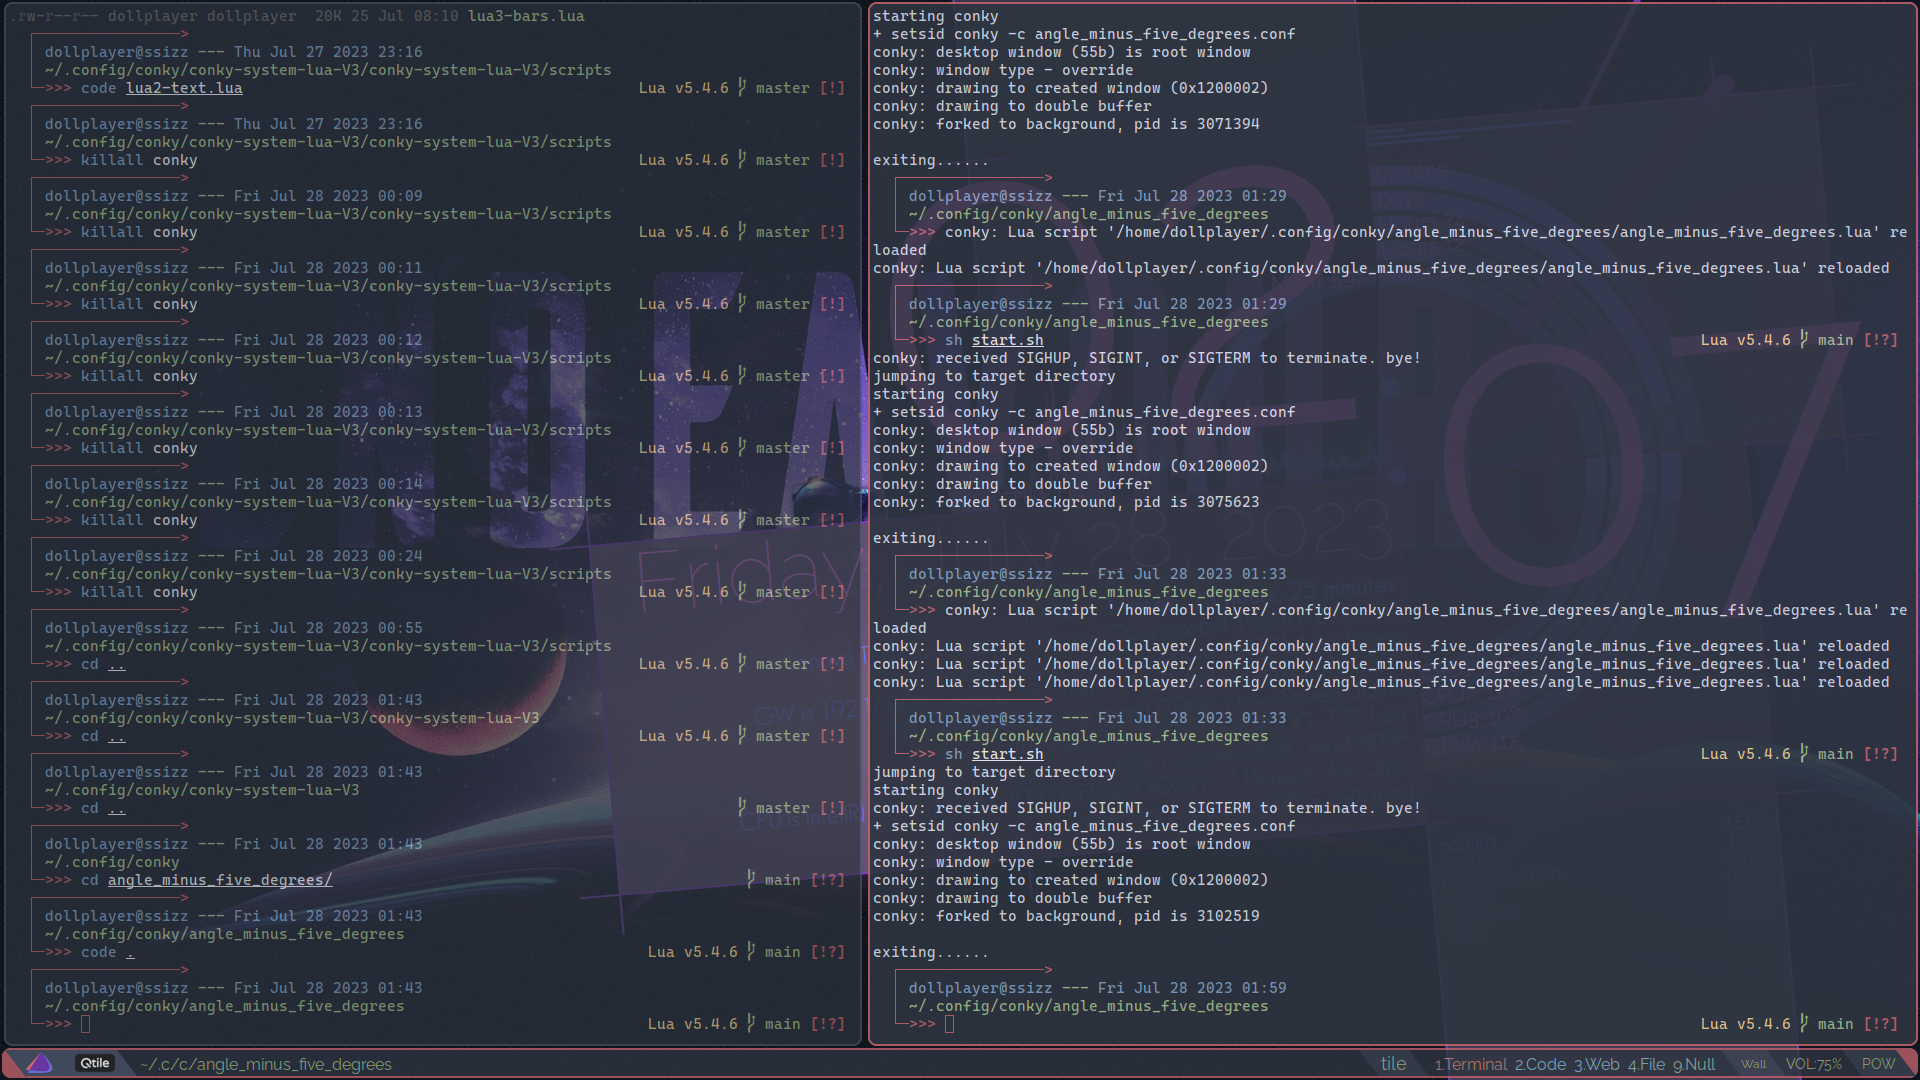 .rw-r--r-- dollplayer dollplayer  20K 25 Jul 08:10 lua3-bars.lua
>
dollplayer@ssizz --- Thu Jul 27 2023 23:16
~/.config/conky/conky-system-lua-V3/conky-system-lua-V3/scripts
>>> code lua2-text.lua Lua v5.4.6 master [!]
>
dollplayer@ssizz --- Thu Jul 27 2023 23:16
~/.config/conky/conky-system-lua-V3/conky-system-lua-V3/scripts
>>> killall conky Lua v5.4.6 master [!]
>
dollplayer@ssizz --- Fri Jul 28 2023 00:09
~/.config/conky/conky-system-lua-V3/conky-system-lua-V3/scripts
>>> killall conky Lua v5.4.6 master [!]
>
dollplayer@ssizz --- Fri Jul 28 2023 00:11
~/.config/conky/conky-system-lua-V3/conky-system-lua-V3/scripts
>>> killall conky Lua v5.4.6 master [!]
>
dollplayer@ssizz --- Fri Jul 28 2023 00:12
~/.config/conky/conky-system-lua-V3/conky-system-lua-V3/scripts
>>> killall conky Lua v5.4.6 master [!]
>
dollplayer@ssizz --- Fri Jul 28 2023 00:13
~/.config/conky/conky-system-lua-V3/conky-system-lua-V3/scripts
>>> killall conky Lua v5.4.6 master [!]
>
dollplayer@ssizz --- Fri Jul 28 2023 00:14
~/.config/conky/conky-system-lua-V3/conky-system-lua-V3/scripts
>>> killall conky Lua v5.4.6 master [!]
>
dollplayer@ssizz --- Fri Jul 28 2023 00:24
~/.config/conky/conky-system-lua-V3/conky-system-lua-V3/scripts
>>> killall conky Lua v5.4.6 master [!]
>
dollplayer@ssizz --- Fri Jul 28 2023 00:55
~/.config/conky/conky-system-lua-V3/conky-system-lua-V3/scripts
>>> cd .. Lua v5.4.6 master [!]
>
dollplayer@ssizz --- Fri Jul 28 2023 01:43
~/.config/conky/conky-system-lua-V3/conky-system-lua-V3
>>> cd .. Lua v5.4.6 master [!]
>
dollplayer@ssizz --- Fri Jul 28 2023 01:43
~/.config/conky/conky-system-lua-V3
>>> cd .. master [!]
>
dollplayer@ssizz --- Fri Jul 28 2023 01:43
~/.config/conky
>>> cd angle_minus_five_degrees/ main [!?]
>
dollplayer@ssizz --- Fri Jul 28 2023 01:43
~/.config/conky/angle_minus_five_degrees
>>> code . Lua v5.4.6 main [!?]
>
dollplayer@ssizz --- Fri Jul 28 2023 01:43
~/.config/conky/angle_minus_five_degrees
>>> Lua v5.4.6 main [!?]
starting conky
+ setsid conky -c angle_minus_five_degrees.conf
conky: desktop window (55b) is root window
conky: window type - override
conky: drawing to created window (0x1200002)
conky: drawing to double buffer
conky: forked to background, pid is 3071394
exiting......
>
dollplayer@ssizz --- Fri Jul 28 2023 01:29
~/.config/conky/angle_minus_five_degrees
>>> conky: Lua script '/home/dollplayer/.config/conky/angle_minus_five_degrees/angle_minus_five_degrees.lua' re
loaded
conky: Lua script '/home/dollplayer/.config/conky/angle_minus_five_degrees/angle_minus_five_degrees.lua' reloaded
>
dollplayer@ssizz --- Fri Jul 28 2023 01:29
~/.config/conky/angle_minus_five_degrees
>>> sh start.sh Lua v5.4.6 main [!?]
conky: received SIGHUP, SIGINT, or SIGTERM to terminate. bye!
jumping to target directory
starting conky
+ setsid conky -c angle_minus_five_degrees.conf
conky: desktop window (55b) is root window
conky: window type - override
conky: drawing to created window (0x1200002)
conky: drawing to double buffer
conky: forked to background, pid is 3075623
exiting......
>
dollplayer@ssizz --- Fri Jul 28 2023 01:33
~/.config/conky/angle_minus_five_degrees
>>> conky: Lua script '/home/dollplayer/.config/conky/angle_minus_five_degrees/angle_minus_five_degrees.lua' re
loaded
conky: Lua script '/home/dollplayer/.config/conky/angle_minus_five_degrees/angle_minus_five_degrees.lua' reloaded
conky: Lua script '/home/dollplayer/.config/conky/angle_minus_five_degrees/angle_minus_five_degrees.lua' reloaded
conky: Lua script '/home/dollplayer/.config/conky/angle_minus_five_degrees/angle_minus_five_degrees.lua' reloaded
>
dollplayer@ssizz --- Fri Jul 28 2023 01:33
~/.config/conky/angle_minus_five_degrees
>>> sh start.sh Lua v5.4.6 main [!?]
jumping to target directory
starting conky
conky: received SIGHUP, SIGINT, or SIGTERM to terminate. bye!
+ setsid conky -c angle_minus_five_degrees.conf
conky: desktop window (55b) is root window
conky: window type - override
conky: drawing to created window (0x1200002)
conky: drawing to double buffer
conky: forked to background, pid is 3102519
exiting......
>
dollplayer@ssizz --- Fri Jul 28 2023 01:59
~/.config/conky/angle_minus_five_degrees
>>> Lua v5.4.6 main [!?]
02:07
Months
Days
Friday July 28 2023
25 minutes
GW is 192.
CPU is Intel(R)
CPU3 10%
CPU4 11%
Qtile ~/.c/c/angle_minus_five_degrees tile 1.Terminal 2.Code 3.Web 4.File 9.Null Wall VOL:75% POW